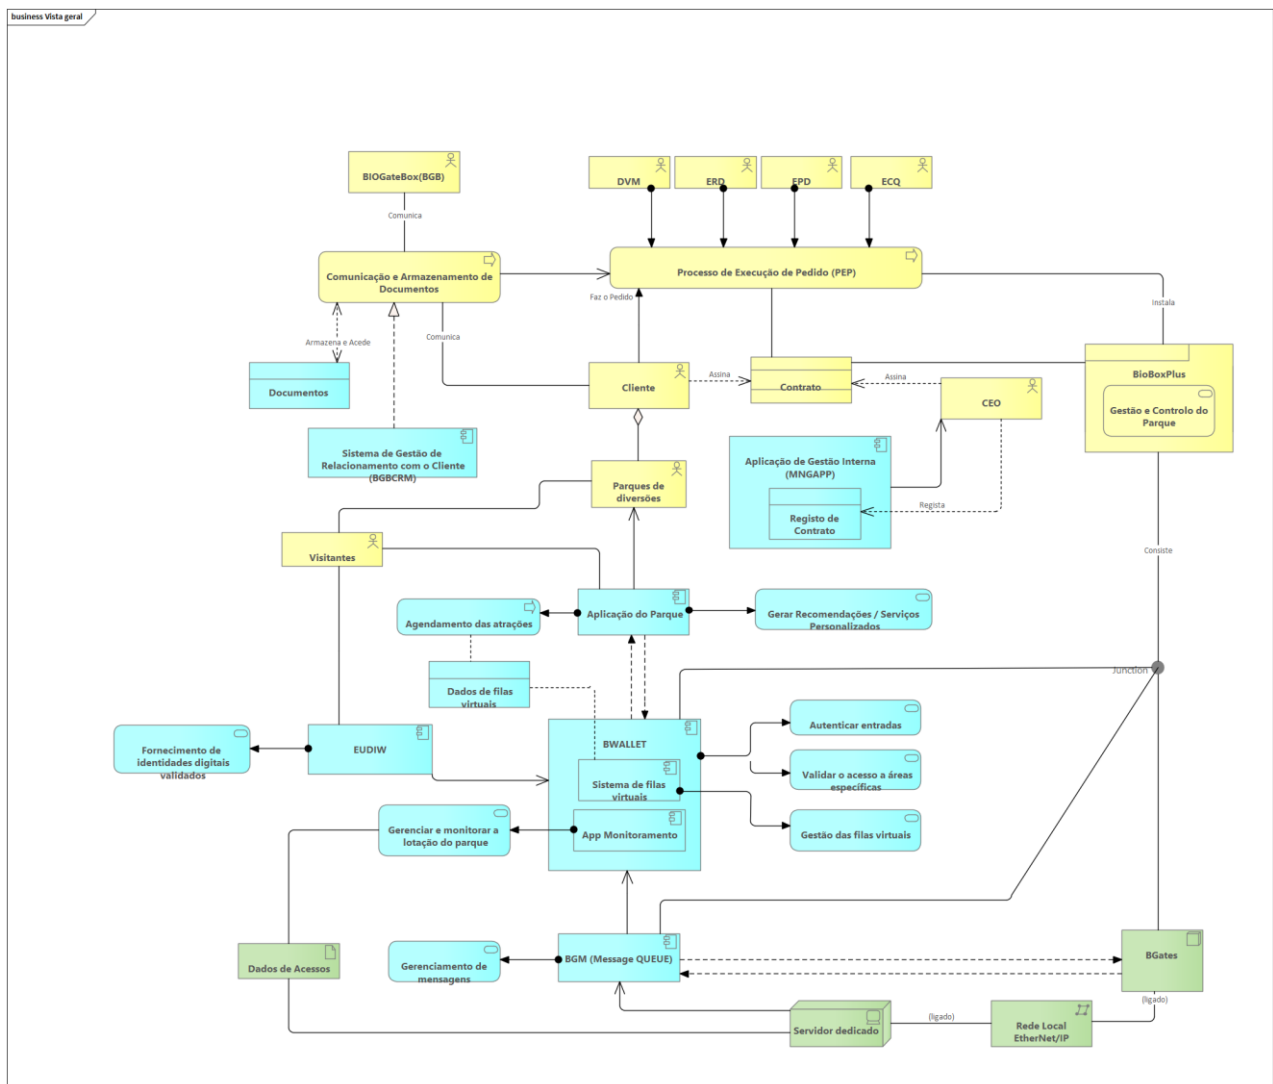 business Vista geral
BIOGateBox(BGB)
DVM
ERD
EPD
ECQ
Comunica
Comunicação e Armazenamento de
Documentos
Processo de Execução de Pedido (PEP)
Faz o Pedido
Instala
Armazena e Acede
Comunica
Documentos
Cliente
Assina
Contrato
Assina
CEO
BioBoxPlus
Gestão e Controlo do
Parque
Sistema de Gestão de
Relacionamento com o Cliente
(BGBCRM)
Aplicação de Gestão Interna
(MNGAPP)
Registo de
Contrato
Regista
Parques de
diversões
Visitantes
Consiste
Agendamento das atrações
Aplicação do Parque
Gerar Recomendações / Serviços
Personalizados
Dados de filas
virtuais
Junction
Fornecimento de
identidades digitais
validados
EUDIW
BWALLET
Sistema de filas
virtuais
App Monitoramento
Autenticar entradas
Validar o acesso a áreas
específicas
Gestão das filas virtuais
Gerenciar e monitorar a
lotação do parque
Dados de Acessos
Gerenciamento de
mensagens
BGM (Message QUEUE)
BGates
(ligado)
Servidor dedicado
(ligado)
Rede Local
EtherNet/IP